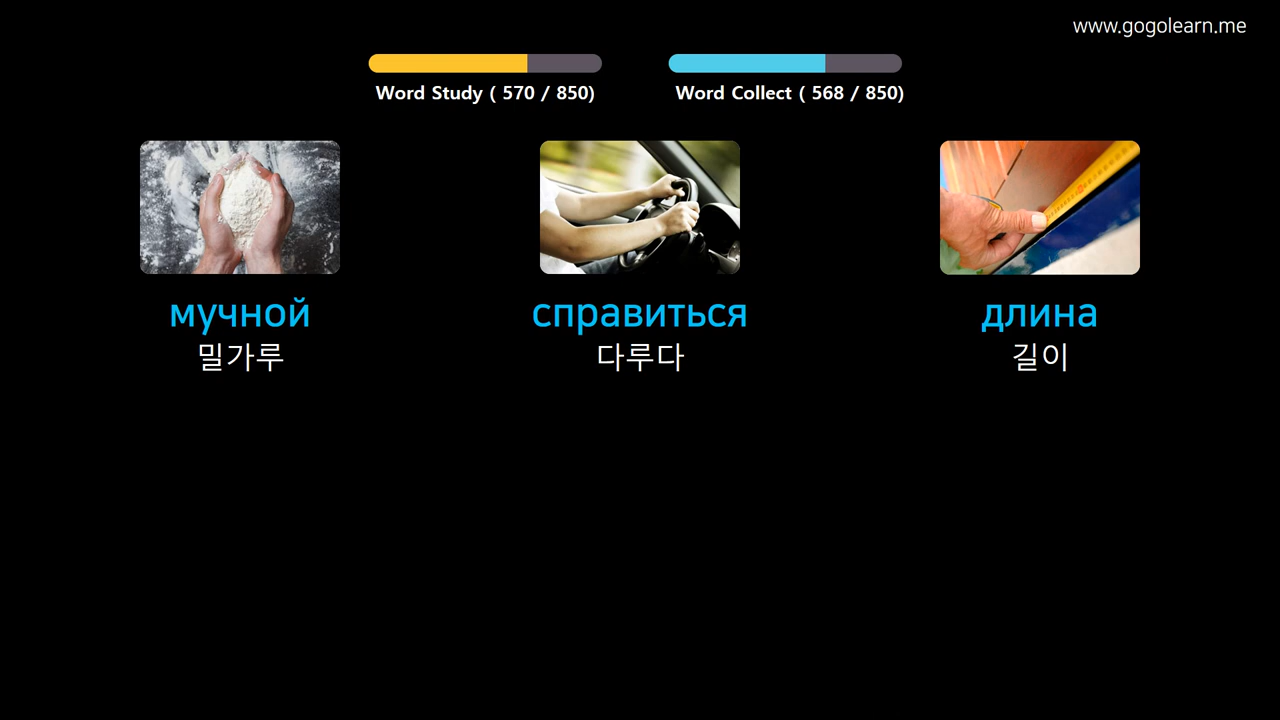 www.gogolearn.me
Word Study ( 570 / 850)
Word Collect ( 568 / 850)
мучной
справиться
длина
밀가루
다루다
길이